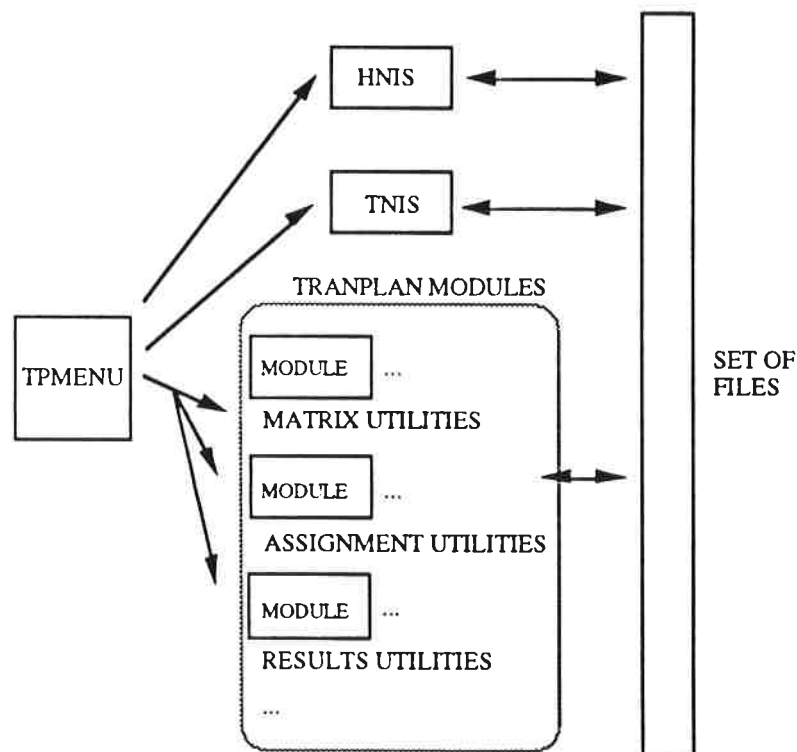 HNIS
TNIS
TRANPLAN MODULES
TPMENU
MODULE ...
MATRIX UTILITIES
MODULE ...
ASSIGNMENT UTILITIES
MODULE ...
RESULTS UTILITIES
...
SET OF
FILES